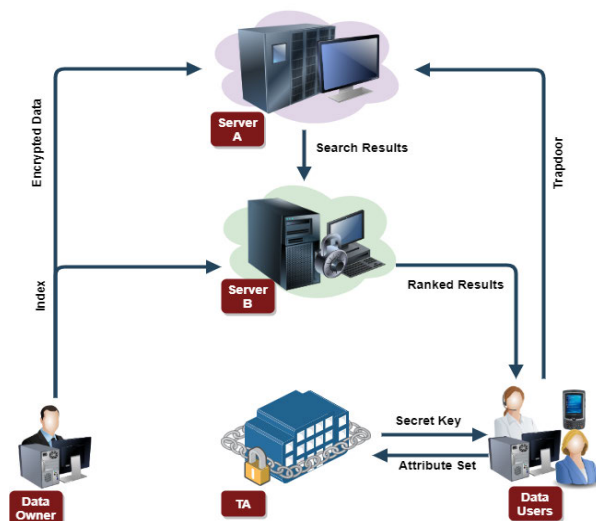 Server
A
Encrypted Data
Search Results
Trapdoor
Server
B
Index
Ranked Results
Secret Key
Attribute Set
Data
Owner
TA
Data
Users